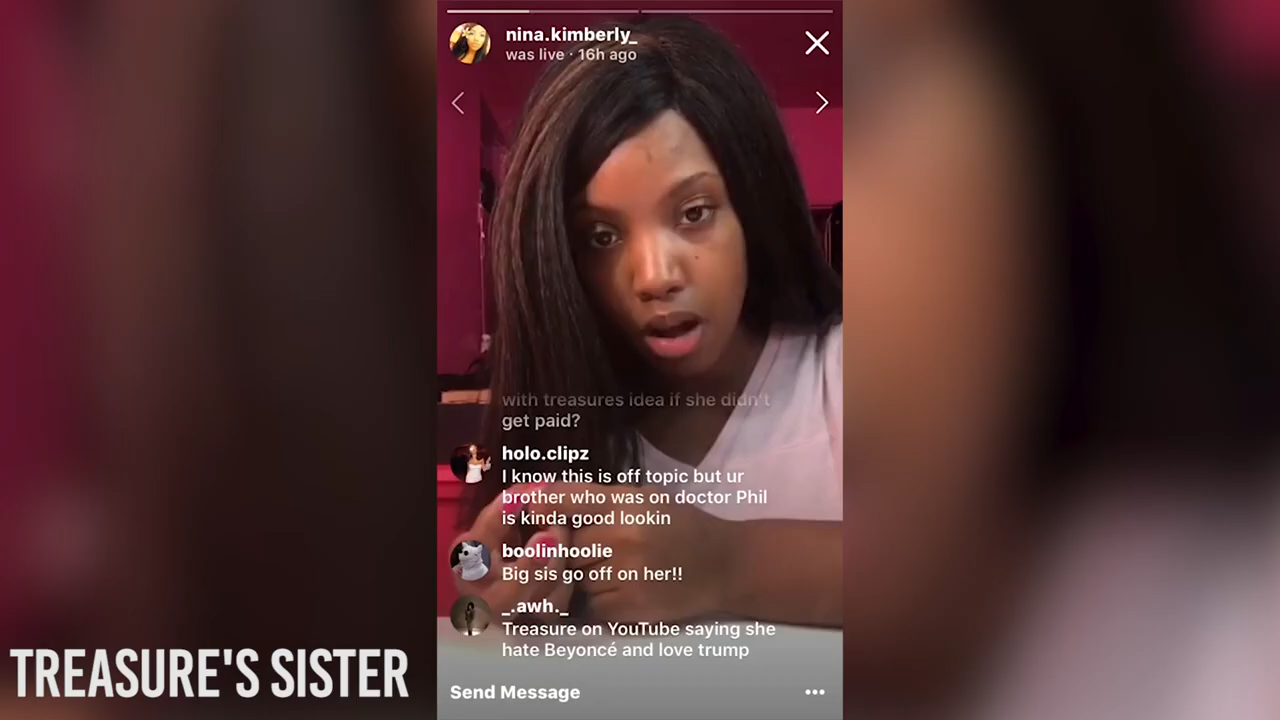 nina.kimberly_
was live · 16h ago
with treasures idea if she didn't
get paid?
holo.clipz
I know this is off topic but ur
brother who was on doctor Phil
is kinda good lookin
boolinhoolie
Big sis go off on her!!
_.awh._
Treasure on YouTube saying she
hate Beyoncé and love trump
Send Message
TREASURE'S SISTER